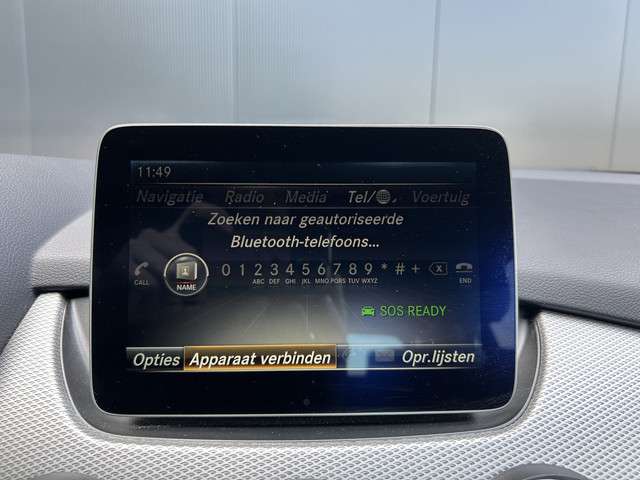 11:49
Navigatie Radio Media Tel/ Voertuig
Zoeken naar geautoriseerde
Bluetooth-telefoons...
0 1 2 3 4 5 6 7 8 9 * # +
CALL NAME ABC DEF GHI JKL MNO PQRS TUV WXYZ END
SOS READY
Opties Apparaat verbinden Opr.lijsten